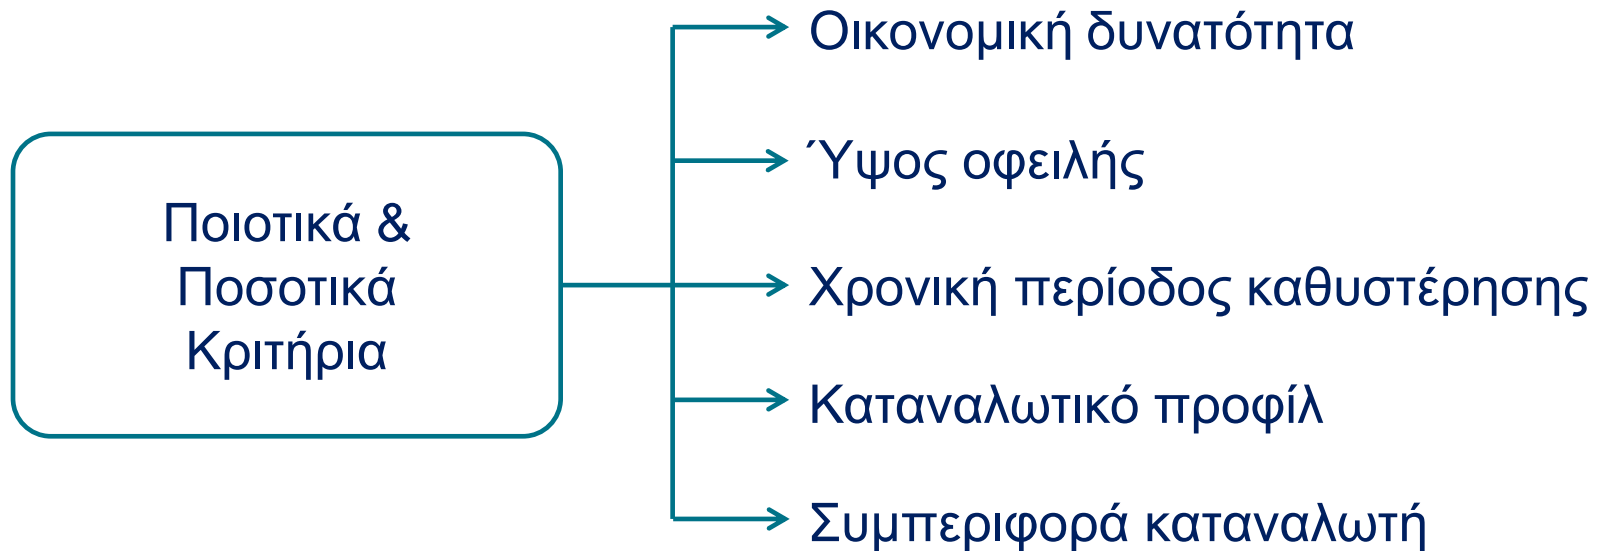 Ποιοτικά &
Ποσοτικά
Κριτήρια
Οικονομική δυνατότητα
Ύψος οφειλής
Χρονική περίοδος καθυστέρησης
Καταναλωτικό προφίλ
Συμπεριφορά καταναλωτή